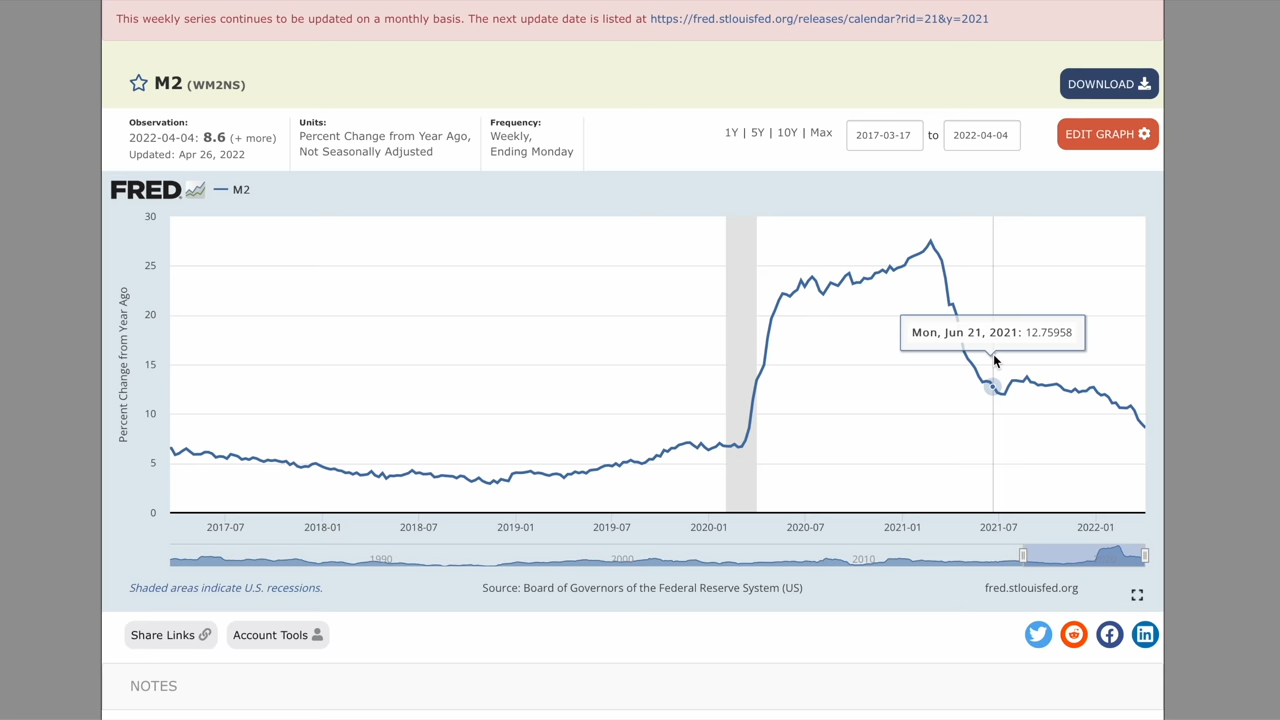 This weekly series continues to be updated on a monthly basis. The next update date is listed at https://fred.stlouisfed.org/releases/calendar?rid=21&y=2021
M2 (WM2NS)
DOWNLOAD
Observation:
2022-04-04: 8.6 (+ more)
Updated: Apr 26, 2022
Units:
Percent Change from Year Ago,
Not Seasonally Adjusted
Frequency:
Weekly,
Ending Monday
1Y | 5Y | 10Y | Max
2017-03-17 to 2022-04-04
EDIT GRAPH
FRED
M2
Percent Change from Year Ago
30
25
20
15
10
5
0
Mon, Jun 21, 2021: 12.75958
2017-07 2018-01 2018-07 2019-01 2019-07 2020-01 2020-07 2021-01 2021-07 2022-01
1990 2000 2010
Shaded areas indicate U.S. recessions.
Source: Board of Governors of the Federal Reserve System (US)
fred.stlouisfed.org
Share Links
Account Tools
NOTES